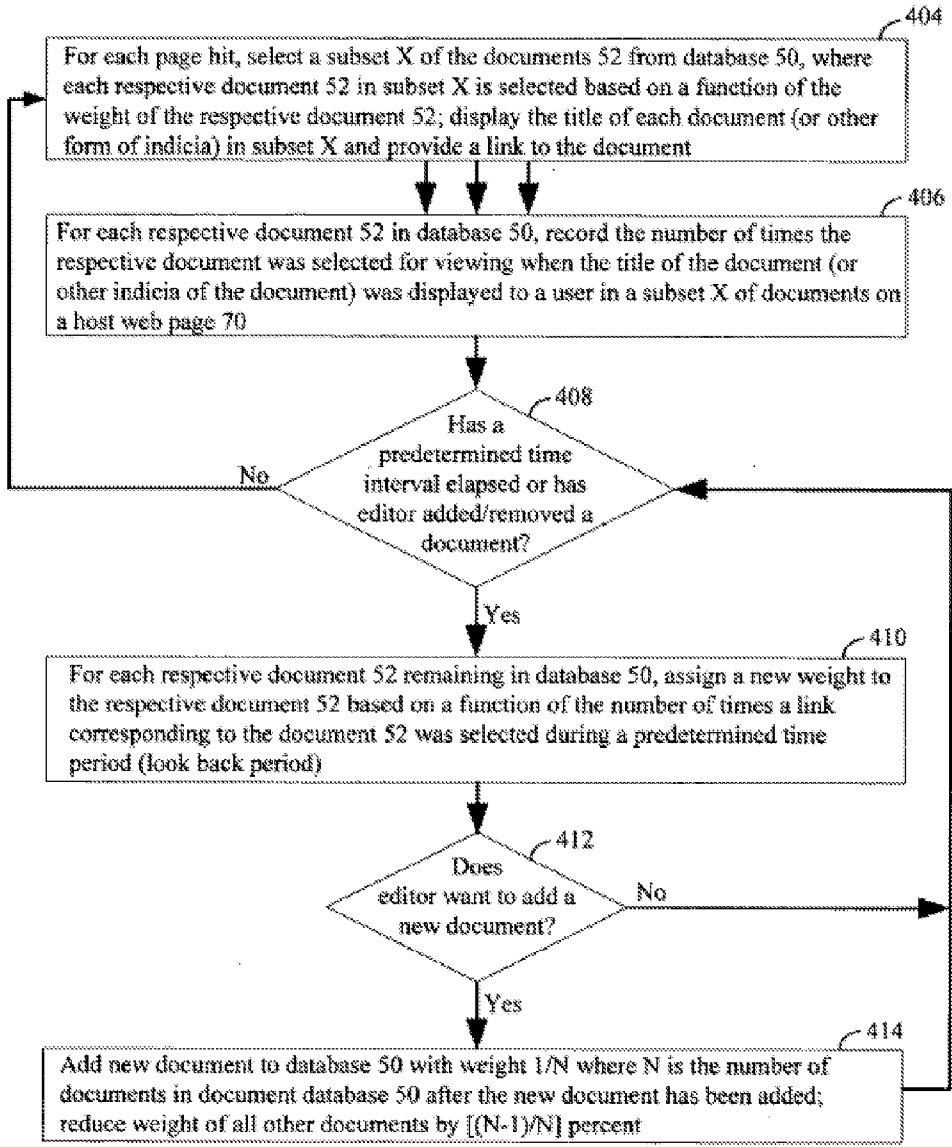 404
For each page hit, select a subset X of the documents 52 from database 50, where
each respective document 52 in subset X is selected based on a function of the
weight of the respective document 52; display the title of each document (or other
form of indicia) in subset X and provide a link to the document
406
For each respective document 52 in database 50, record the number of times the
respective document was selected for viewing when the title of the document (or
other indicia of the document) was displayed to a user in a subset X of documents on
a host web page 70
408
Has a
predetermined time
interval elapsed or has
editor added/removed a
document?
No
Yes
410
For each respective document 52 remaining in database 50, assign a new weight to
the respective document 52 based on a function of the number of times a link
corresponding to the document 52 was selected during a predetermined time
period (look back period)
412
Does
editor want to add a
new document?
No
Yes
414
Add new document to database 50 with weight 1/N where N is the number of
documents in document database 50 after the new document has been added;
reduce weight of all other documents by [(N-1)/N] percent